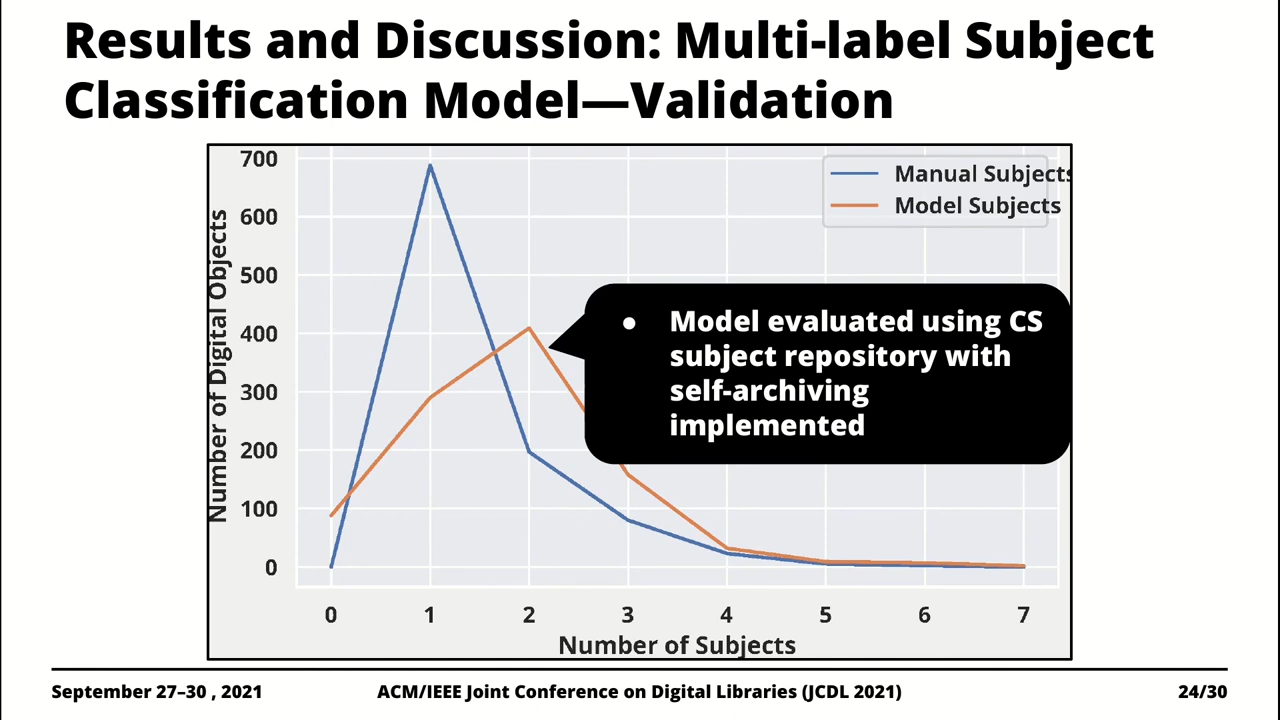 Results and Discussion: Multi-label Subject
Classification Model—Validation
700
600
500
400
300
200
100
0
Number of Digital Objects
Manual Subjects
Model Subjects
● Model evaluated using CS
subject repository with
self-archiving
implemented
0 1 2 3 4 5 6 7
Number of Subjects
September 27–30 , 2021 ACM/IEEE Joint Conference on Digital Libraries (JCDL 2021) 24/30